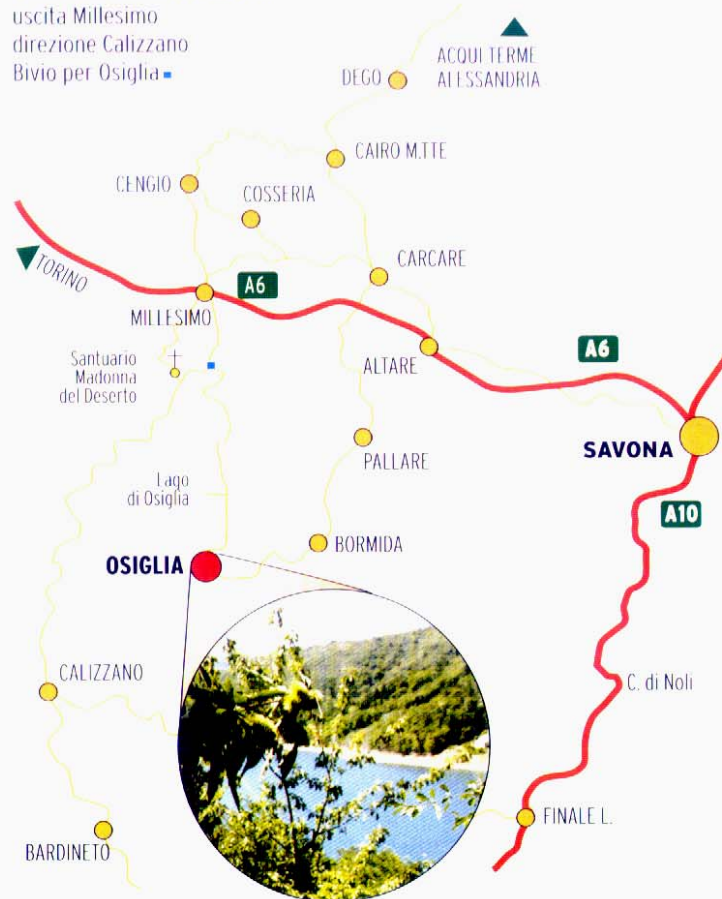 uscita Millesimo
direzione Calizzano
Bivio per Osiglia
ACQUI TERME
ALESSANDRIA
DEGO
CAIRO M.TTE
CENGIO
COSSERIA
CARCARE
TORINO
A6
MILLESIMO
Santuario
Madonna
del Deserto
ALTARE
A6
SAVONA
PALLARE
Lago
di Osiglia
A10
BORMIDA
OSIGLIA
CALIZZANO
C. di Noli
FINALE L.
BARDINETO